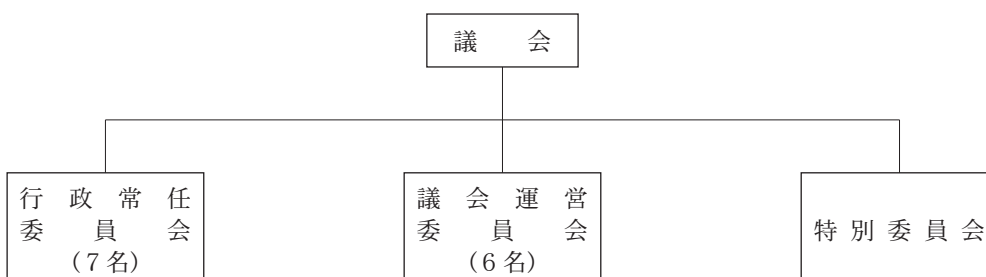 議会
行政常任
委員会
（７名）
議会運営
委員会
（６名）
特別委員会